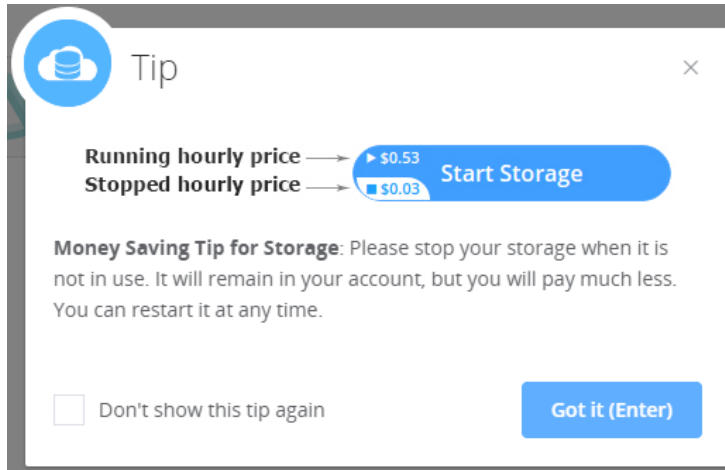 Tip
Running hourly price
$0.53
Start Storage
Stopped hourly price
$0.03
Money Saving Tip for Storage: Please stop your storage when it is
not in use. It will remain in your account, but you will pay much less.
You can restart it at any time.
Don't show this tip again
Got it (Enter)